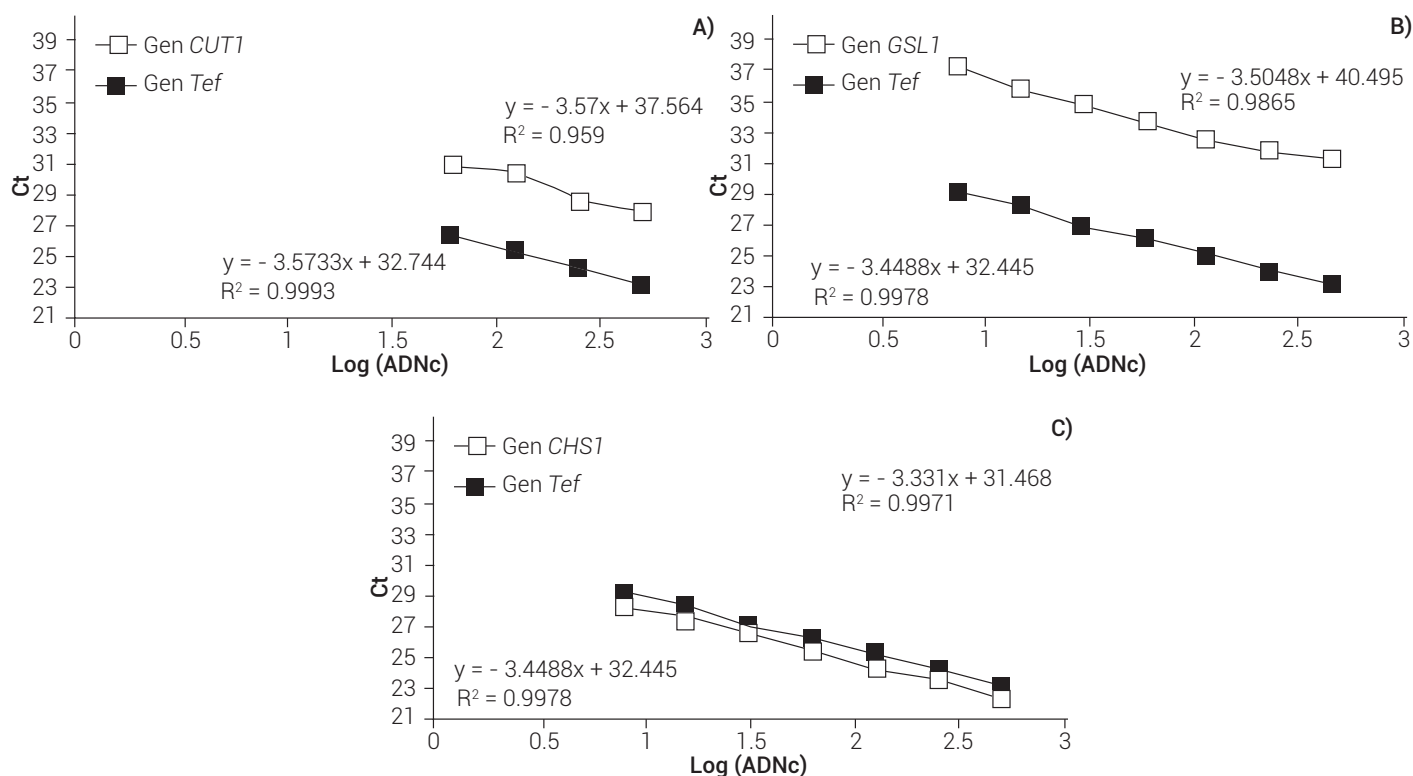 A)
39
37
35
33
31
29
27
25
23
21
Ct
Gen CUT1
Gen Tef
y = - 3.57x + 37.564
R² = 0.959
y = - 3.5733x + 32.744
R² = 0.9993
0 0.5 1 1.5 2 2.5 3
Log (ADNc)
B)
39
37
35
33
31
29
27
25
23
21
Ct
Gen GSL1
Gen Tef
y = - 3.5048x + 40.495
R² = 0.9865
y = - 3.4488x + 32.445
R² = 0.9978
0 0.5 1 1.5 2 2.5 3
Log (ADNc)
C)
39
37
35
33
31
29
27
25
23
21
Ct
Gen CHS1
Gen Tef
y = - 3.331x + 31.468
R² = 0.9971
y = - 3.4488x + 32.445
R² = 0.9978
0 0.5 1 1.5 2 2.5 3
Log (ADNc)